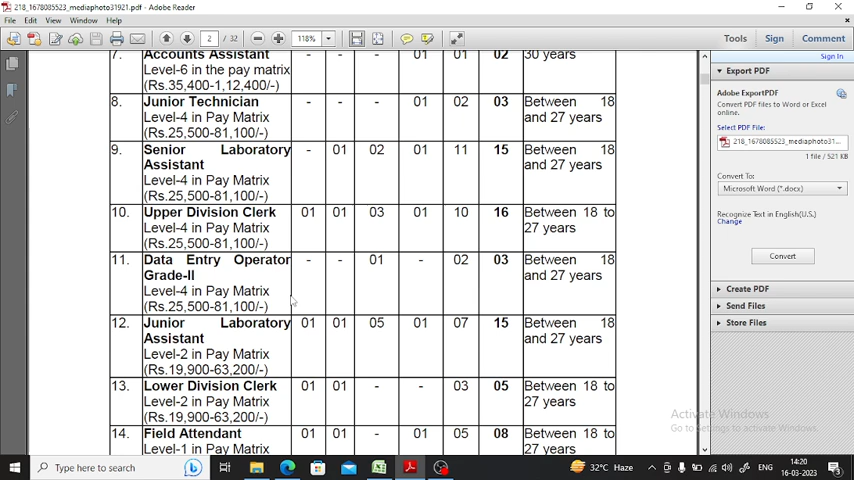 218_1678085523_mediaphoto31921.pdf - Adobe Reader
File Edit View Window Help
2 / 32 118% Tools Sign Comment
Sign In
7. Accounts Assistant - - 01 01 02 30 years
Level-6 in the pay matrix
(Rs.35,400-1,12,400/-)
8. Junior Technician - - - 01 02 03 Between 18
Level-4 in Pay Matrix and 27 years
(Rs.25,500-81,100/-)
9. Senior Laboratory - 01 02 01 11 15 Between 18
Assistant and 27 years
Level-4 in Pay Matrix
(Rs.25,500-81,100/-)
10. Upper Division Clerk 01 01 03 01 10 16 Between 18 to
Level-4 in Pay Matrix 27 years
(Rs.25,500-81,100/-)
11. Data Entry Operator - - 01 - 02 03 Between 18
Grade-II and 27 years
Level-4 in Pay Matrix
(Rs.25,500-81,100/-)
12. Junior Laboratory 01 01 05 01 07 15 Between 18
Assistant and 27 years
Level-2 in Pay Matrix
(Rs.19,900-63,200/-)
13. Lower Division Clerk 01 01 - - 03 05 Between 18 to
Level-2 in Pay Matrix 27 years
(Rs.19,900-63,200/-)
14. Field Attendant 01 01 - 01 05 08 Between 18 to
Level-1 in Pay Matrix 27 years
Export PDF
Adobe ExportPDF
Convert PDF files to Word or Excel
online.
Select PDF File:
218_1678085523_mediaphoto31...
1 file / 521 KB
Convert To:
Microsoft Word (*.docx)
Recognize Text in English(U.S.)
Change
Convert
Create PDF
Send Files
Store Files
Activate Windows
Go to Settings to activate Windows.
Type here to search
32°C Haze
ENG
14:20
16-03-2023
3